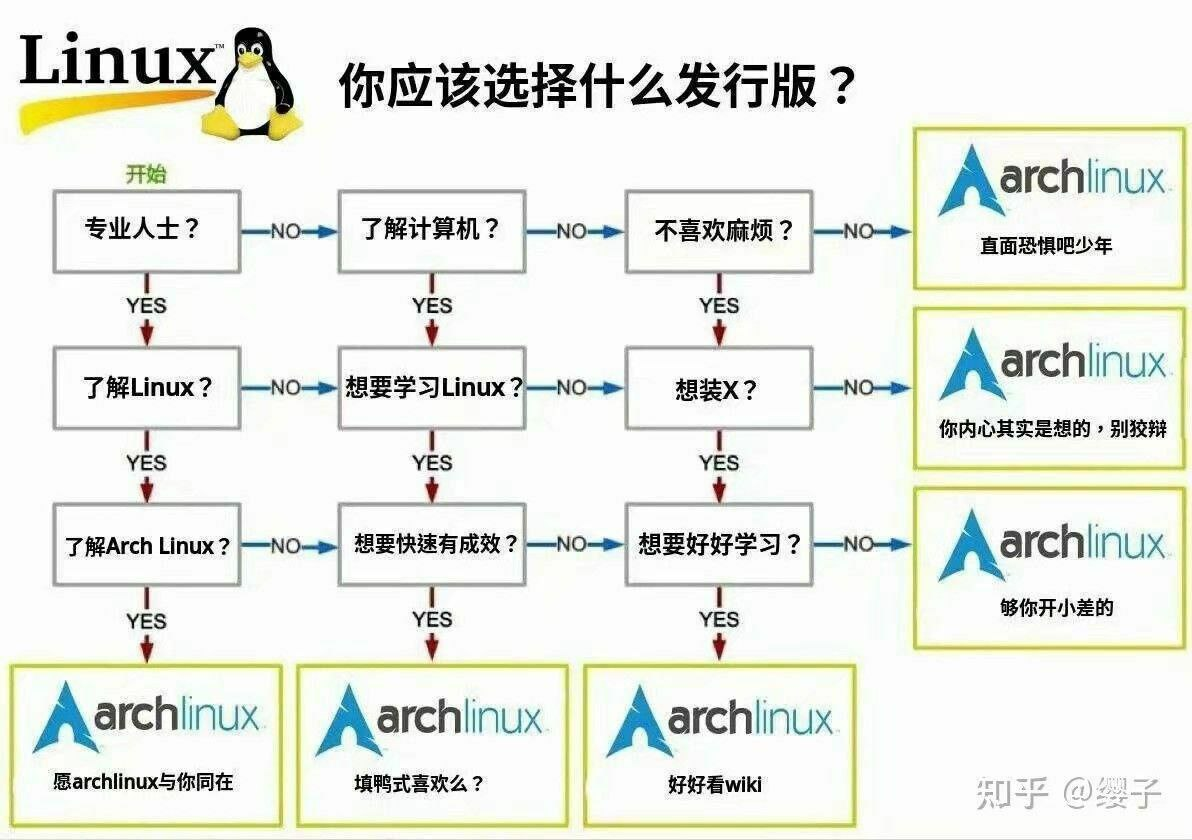 Linux™
你应该选择什么发行版？
开始
专业人士？
NO
了解计算机？
NO
不喜欢麻烦？
NO
archlinux
直面恐惧吧少年
YES
YES
YES
了解Linux？
NO
想要学习Linux？
NO
想装X？
NO
archlinux
你内心其实是想的，别狡辩
YES
YES
YES
了解Arch Linux？
NO
想要快速有成效？
NO
想要好好学习？
NO
archlinux
够你开小差的
YES
YES
YES
archlinux
愿archlinux与你同在
archlinux
填鸭式喜欢么？
archlinux
好好看wiki
知乎 @缨子